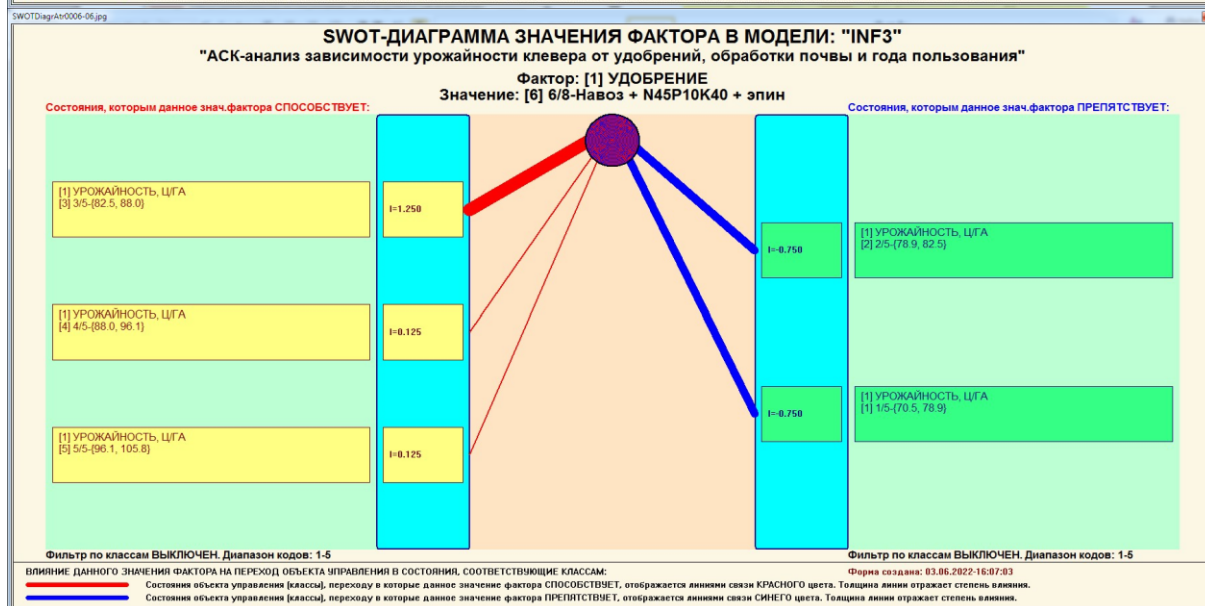 SWOTDiagrAtr0006-06.jpg
SWOT-ДИАГРАММА ЗНАЧЕНИЯ ФАКТОРА В МОДЕЛИ: "INF3"
"АСК-анализ зависимости урожайности клевера от удобрений, обработки почвы и года пользования"
Фактор: [1] УДОБРЕНИЕ
Значение: [6] 6/8-Навоз + N45P10K40 + эпин
Состояния, которым данное знач.фактора СПОСОБСТВУЕТ:
Состояния, которым данное знач.фактора ПРЕПЯТСТВУЕТ:
[1] УРОЖАЙНОСТЬ, Ц/ГА
[3] 3/5-{82.5, 88.0}
I=1.250
[1] УРОЖАЙНОСТЬ, Ц/ГА
[4] 4/5-{88.0, 96.1}
I=0.125
[1] УРОЖАЙНОСТЬ, Ц/ГА
[5] 5/5-{96.1, 105.8}
I=0.125
I=-0.750
[1] УРОЖАЙНОСТЬ, Ц/ГА
[2] 2/5-{78.9, 82.5}
I=-0.750
[1] УРОЖАЙНОСТЬ, Ц/ГА
[1] 1/5-{70.5, 78.9}
Фильтр по классам ВЫКЛЮЧЕН. Диапазон кодов: 1-5
Фильтр по классам ВЫКЛЮЧЕН. Диапазон кодов: 1-5
ВЛИЯНИЕ ДАННОГО ЗНАЧЕНИЯ ФАКТОРА НА ПЕРЕХОД ОБЪЕКТА УПРАВЛЕНИЯ В СОСТОЯНИЯ, СООТВЕТСТВУЮЩИЕ КЛАССАМ:
Форма создана: 03.06.2022-16:07:03
Состояния объекта управления [классы], переходу в которые данное значение фактора СПОСОБСТВУЕТ, отображается линиями связи КРАСНОГО цвета. Толщина линии отражает степень влияния.
Состояния объекта управления [классы], переходу в которые данное значение фактора ПРЕПЯТСТВУЕТ, отображается линиями связи СИНЕГО цвета. Толщина линии отражает степень влияния.